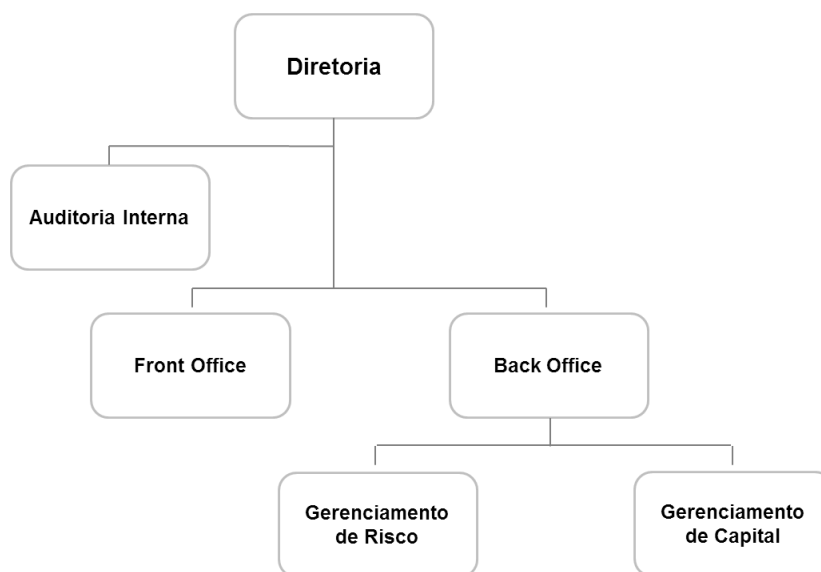 Diretoria
Auditoria Interna
Front Office
Back Office
Gerenciamento
de Risco
Gerenciamento
de Capital